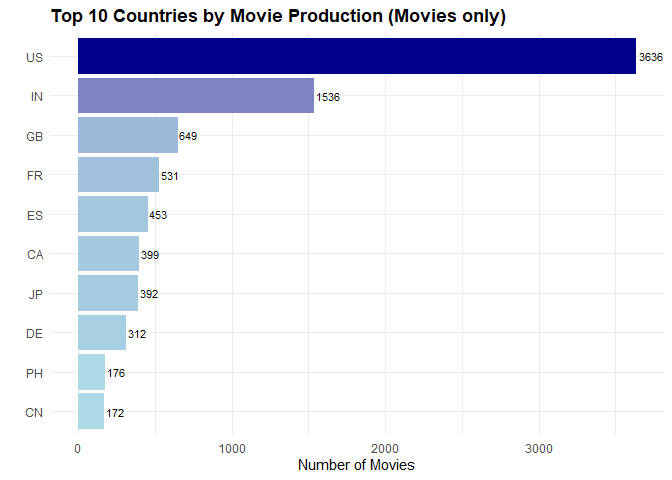 Top 10 Countries by Movie Production (Movies only)
US 3636
IN 1536
GB 649
FR 531
ES 453
CA 399
JP 392
DE 312
PH 176
CN 172
0 1000 2000 3000
Number of Movies